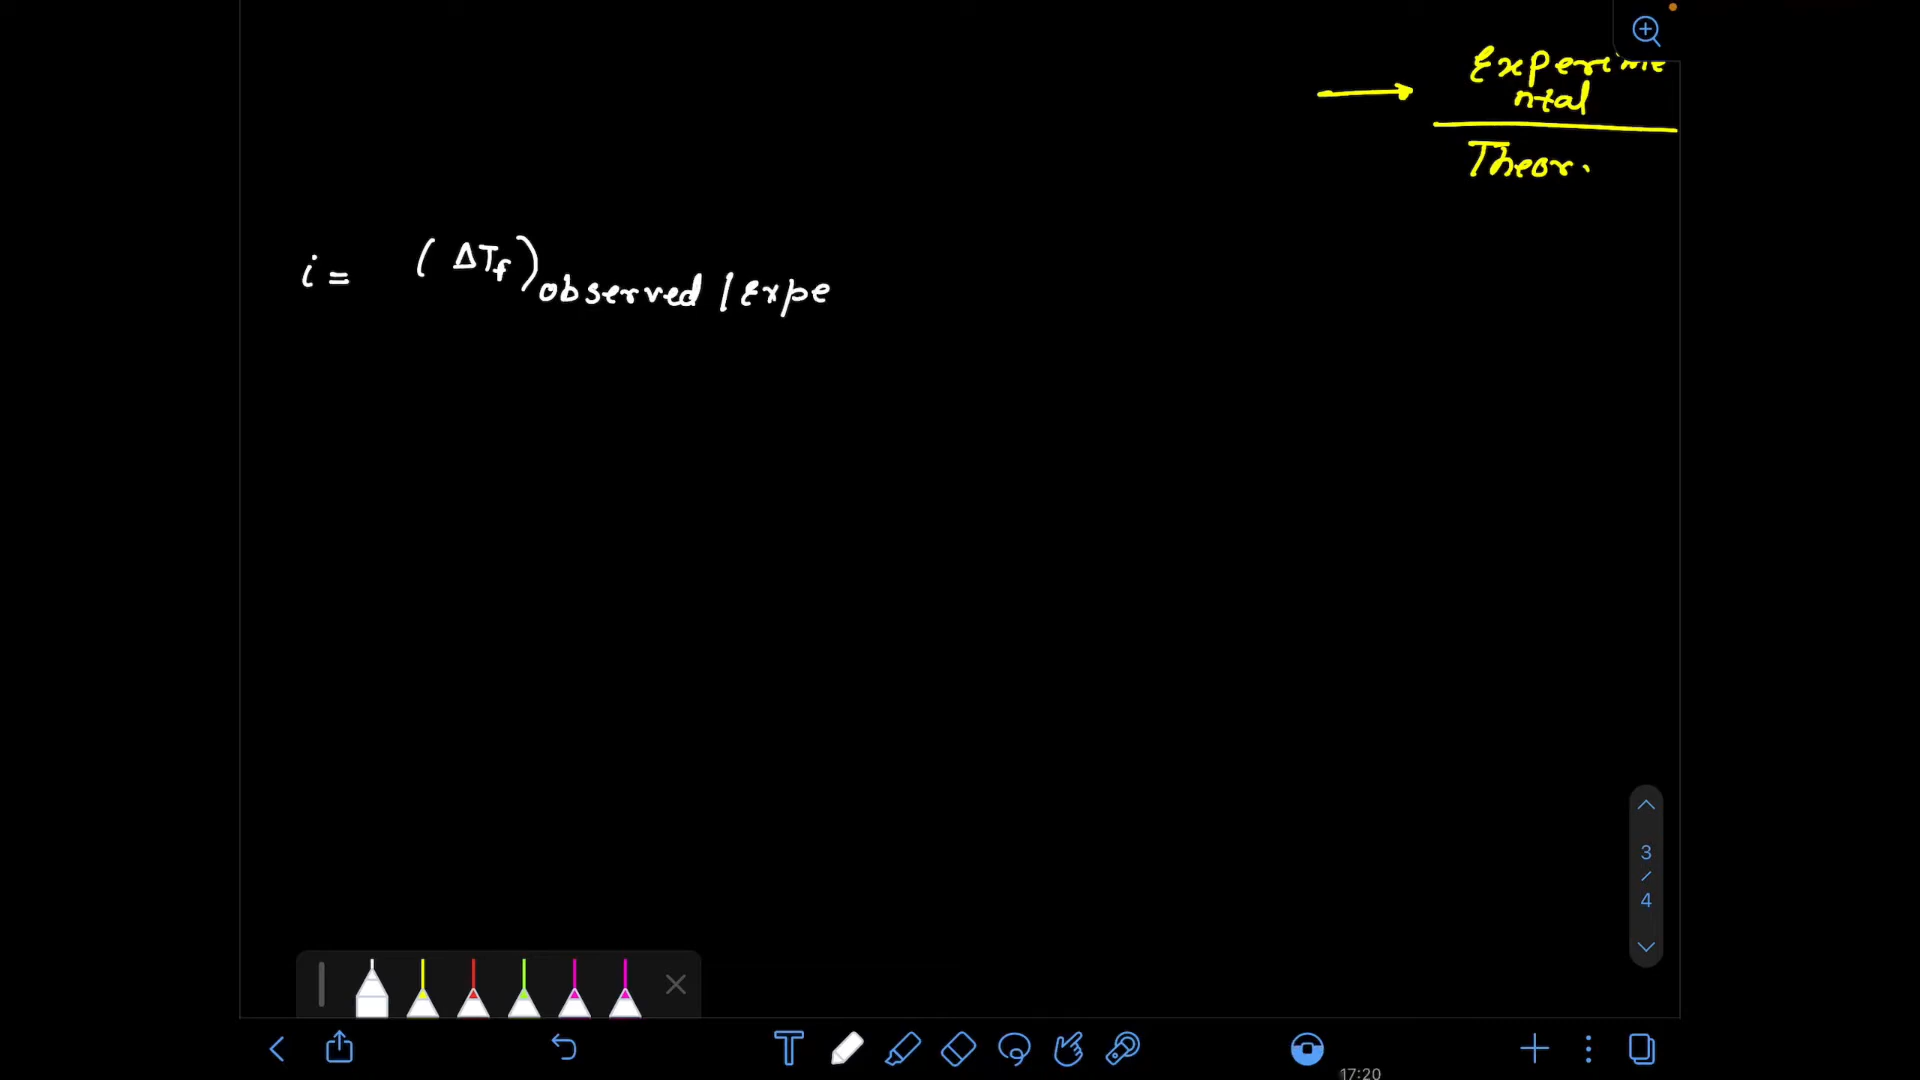 Experime
ntal
Theor.
i = (ΔTf)observed / Expe
3
/
4
17:20